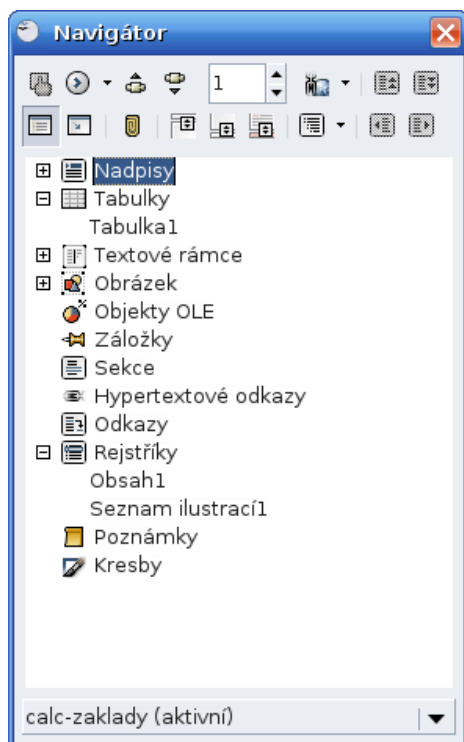 Navigátor
1
Nadpisy
Tabulky
Tabulka1
Textové rámce
Obrázek
Objekty OLE
Záložky
Sekce
Hypertextové odkazy
Odkazy
Rejstříky
Obsah1
Seznam ilustrací1
Poznámky
Kresby
calc-zaklady (aktivní)